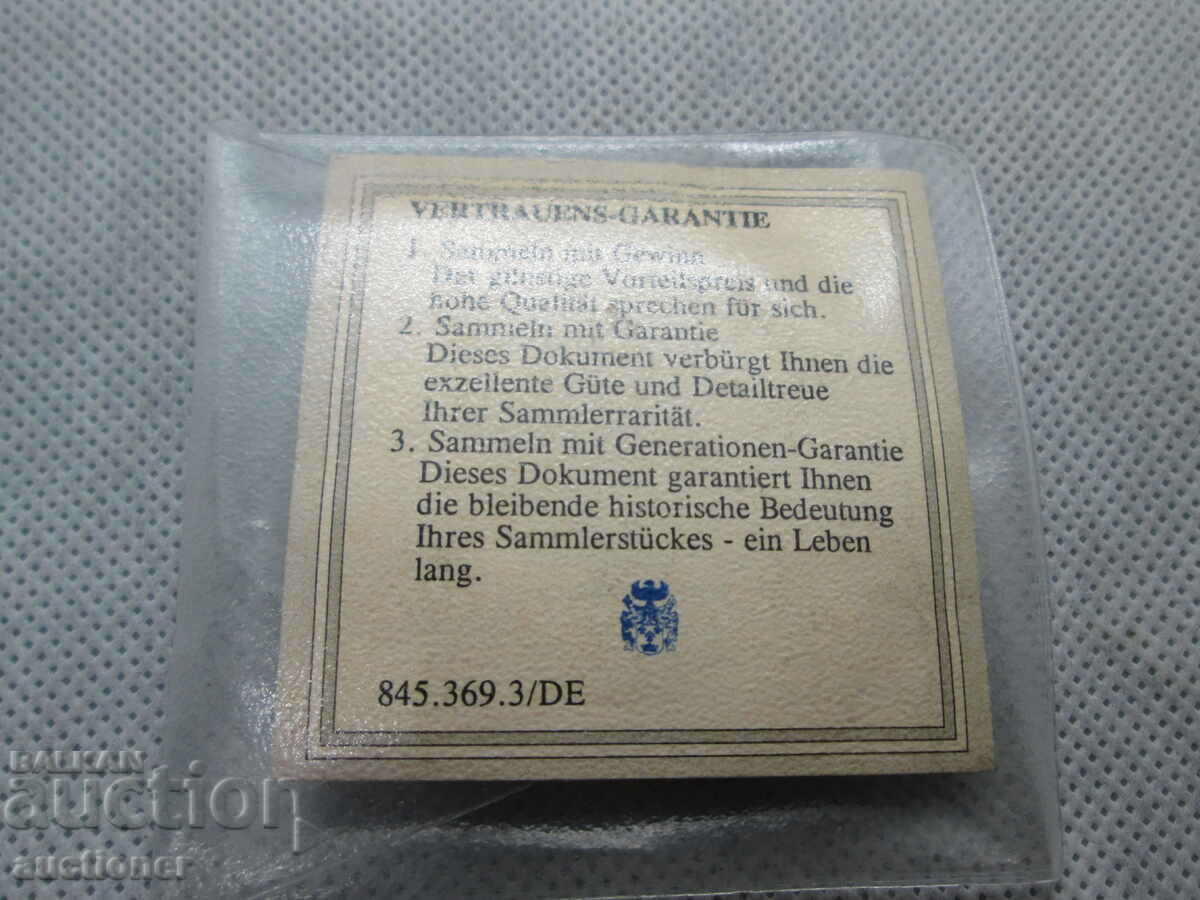 VERTRAUENS-GARANTIE
1. Sammeln mit Gewinn
Der günstige Vorteilspreis und die
hohe Qualität sprechen für sich.
2. Sammeln mit Garantie
Dieses Dokument verbürgt Ihnen die
exzellente Güte und Detailtreue
Ihrer Sammlerrarität.
3. Sammeln mit Generationen-Garantie
Dieses Dokument garantiert Ihnen
die bleibende historische Bedeutung
Ihres Sammlerstückes - ein Leben
lang.
845.369.3/DE
BALKAN
auction
auctioner